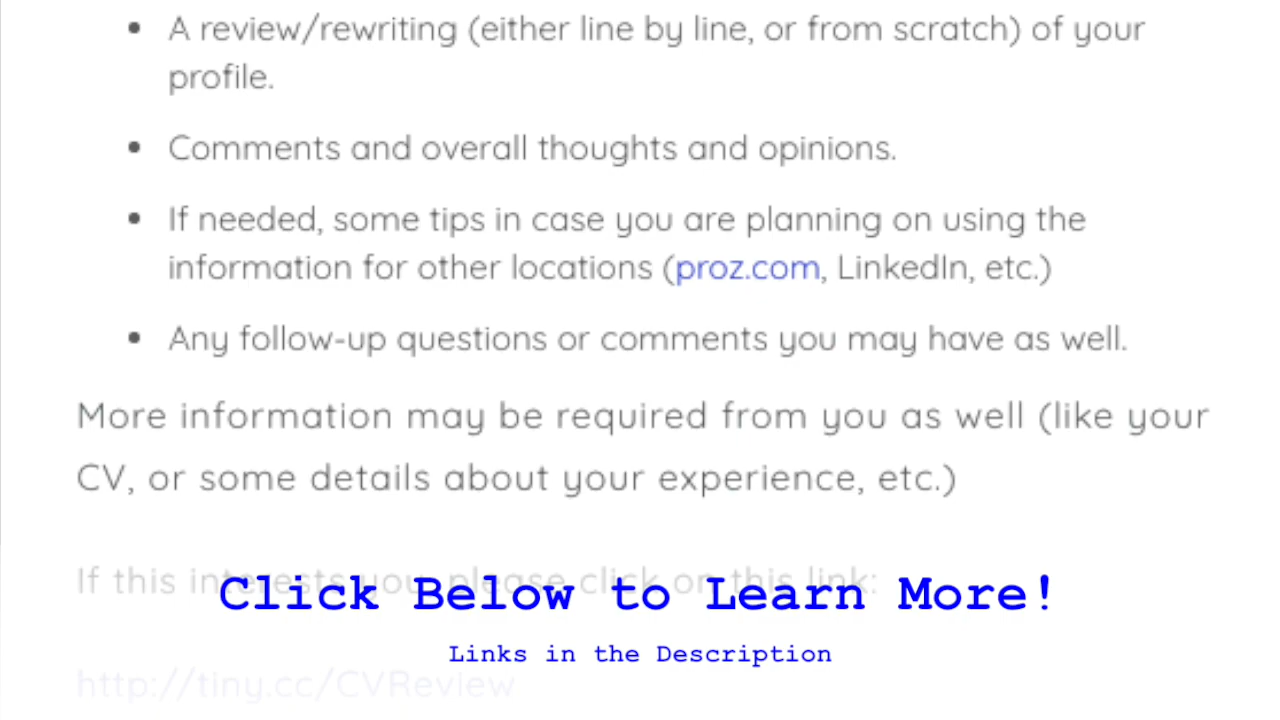 A review/rewriting (either line by line, or from scratch) of your
profile.
Comments and overall thoughts and opinions.
If needed, some tips in case you are planning on using the
information for other locations (proz.com, LinkedIn, etc.)
Any follow-up questions or comments you may have as well.
More information may be required from you as well (like your
CV, or some details about your experience, etc.)
If this interests you, please click on this link:
Click Below to Learn More!
Links in the Description
http://tiny.cc/CVReview